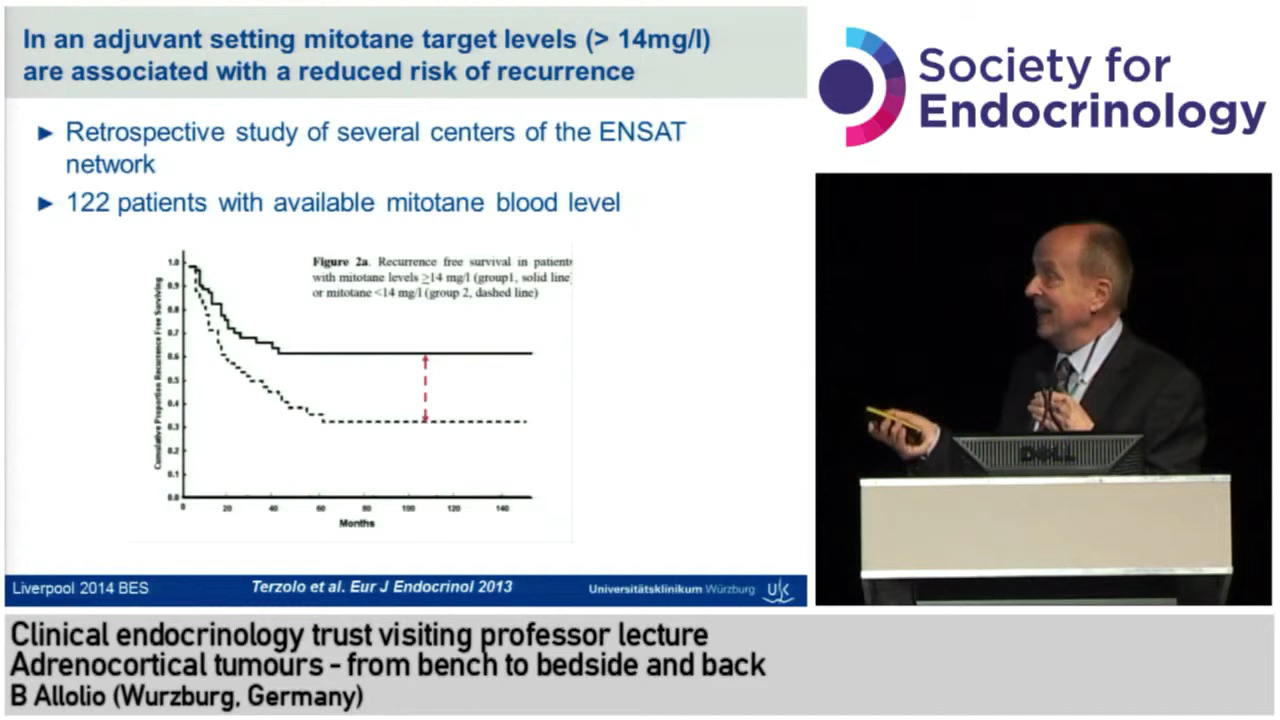 In an adjuvant setting mitotane target levels (> 14mg/l)
are associated with a reduced risk of recurrence
► Retrospective study of several centers of the ENSAT
network
► 122 patients with available mitotane blood level
Figure 2a. Recurrence free survival in patients
with mitotane levels ≥14 mg/l (group1, solid line)
or mitotane <14 mg/l (group 2, dashed line)
Cumulative Proportion Recurrence Free Surviving
1.0
0.9
0.8
0.7
0.6
0.5
0.4
0.3
0.2
0.1
0.0
0 20 40 60 80 100 120 140
Months
Liverpool 2014 BES Terzolo et al. Eur J Endocrinol 2013 Universitätsklinikum Würzburg UK
Society for
Endocrinology
DELL
Clinical endocrinology trust visiting professor lecture
Adrenocortical tumours - from bench to bedside and back
B Allolio (Wurzburg, Germany)